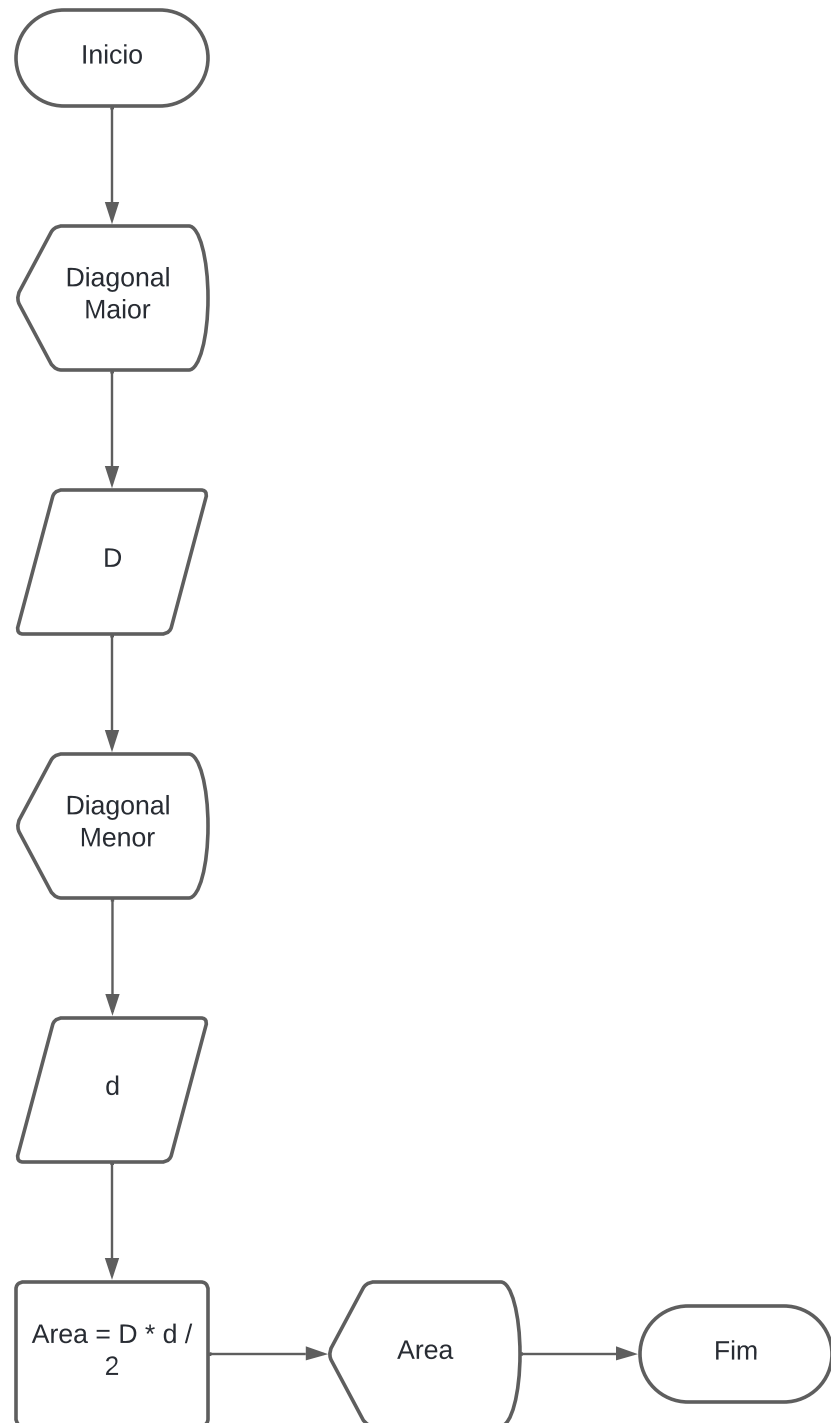 Inicio
Diagonal
Maior
D
Diagonal
Menor
d
Area = D * d /
2
Area
Fim